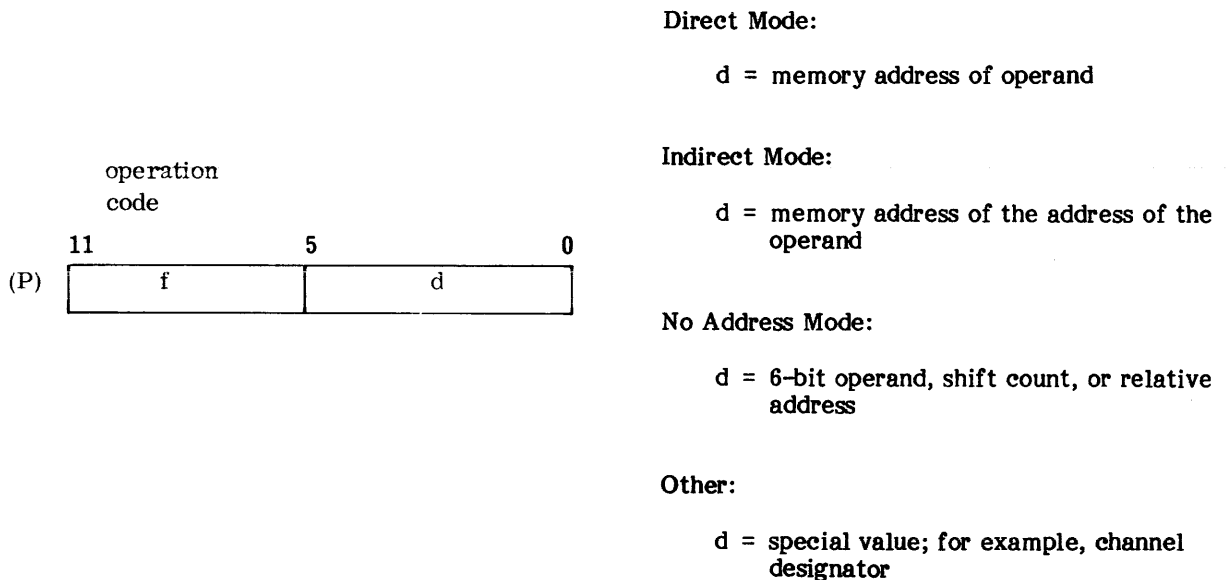 operation
code
11 5 0
(P) f d
Direct Mode:
d = memory address of operand
Indirect Mode:
d = memory address of the address of the
operand
No Address Mode:
d = 6-bit operand, shift count, or relative
address
Other:
d = special value; for example, channel
designator